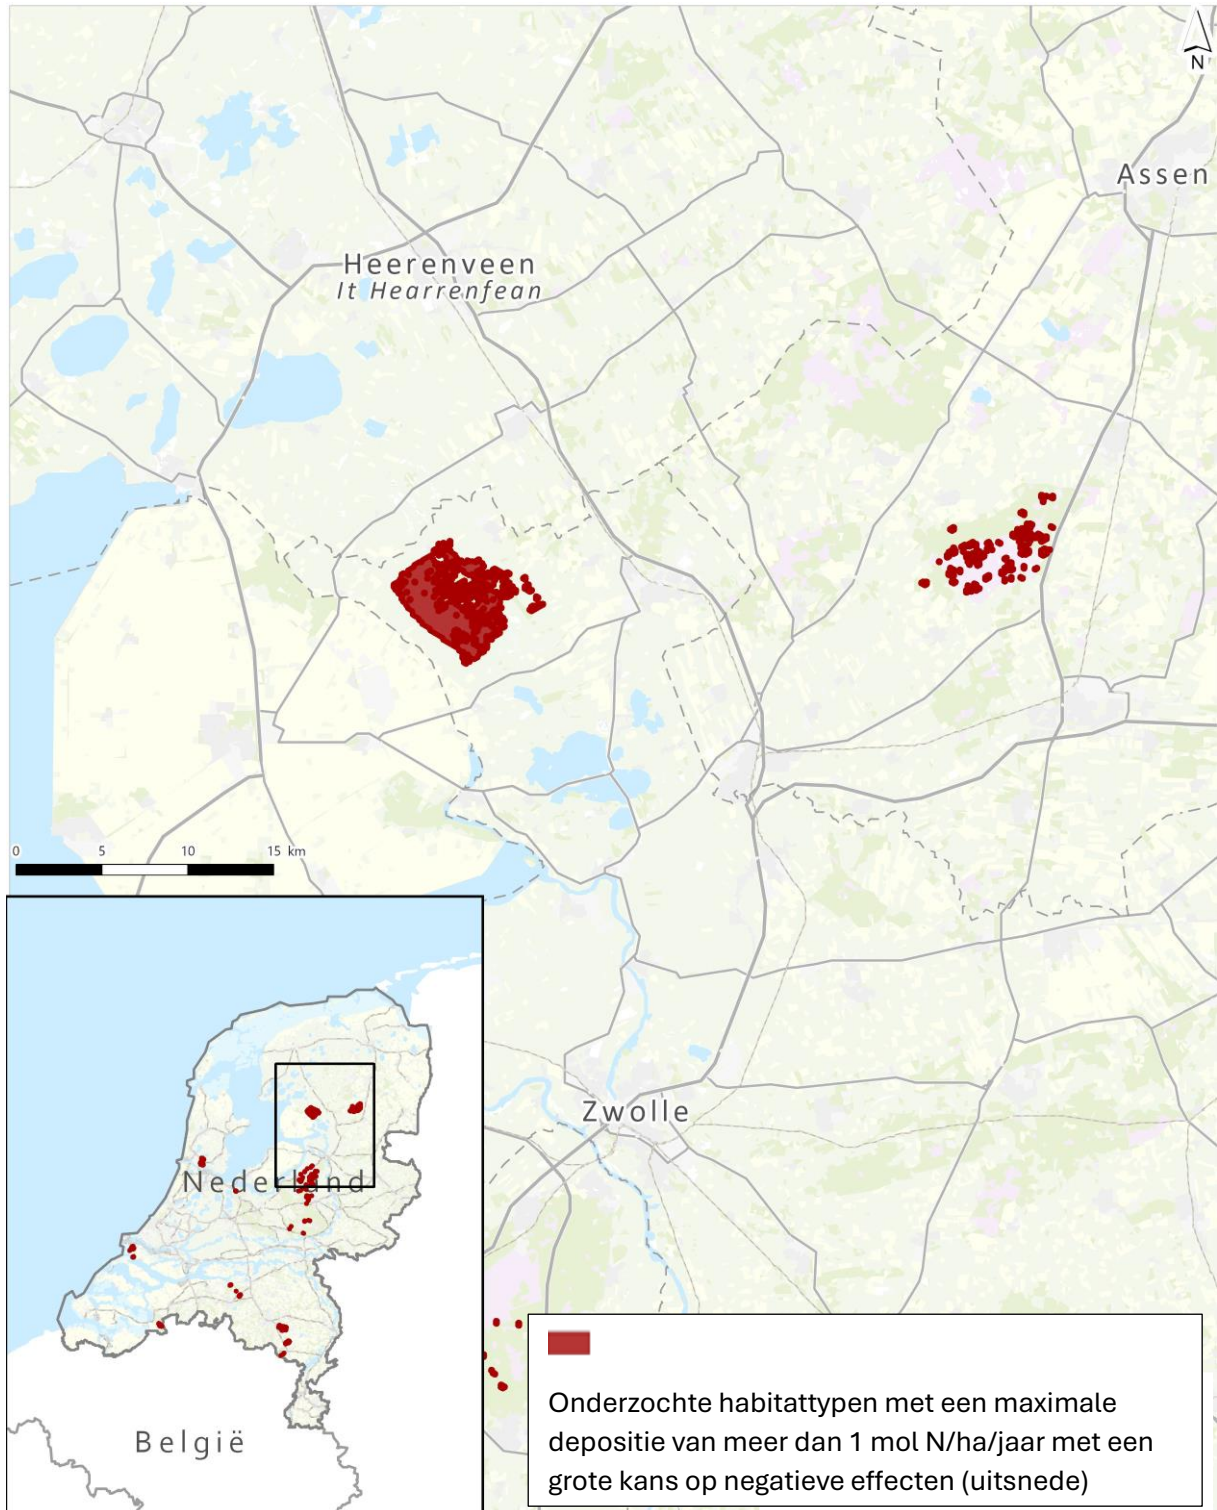 N
Assen
Heerenveen
It Hearrenfean
0 5 10 15 km
Zwolle
Nederland
België
Onderzochte habitattypen met een maximale
depositie van meer dan 1 mol N/ha/jaar met een
grote kans op negatieve effecten (uitsnede)